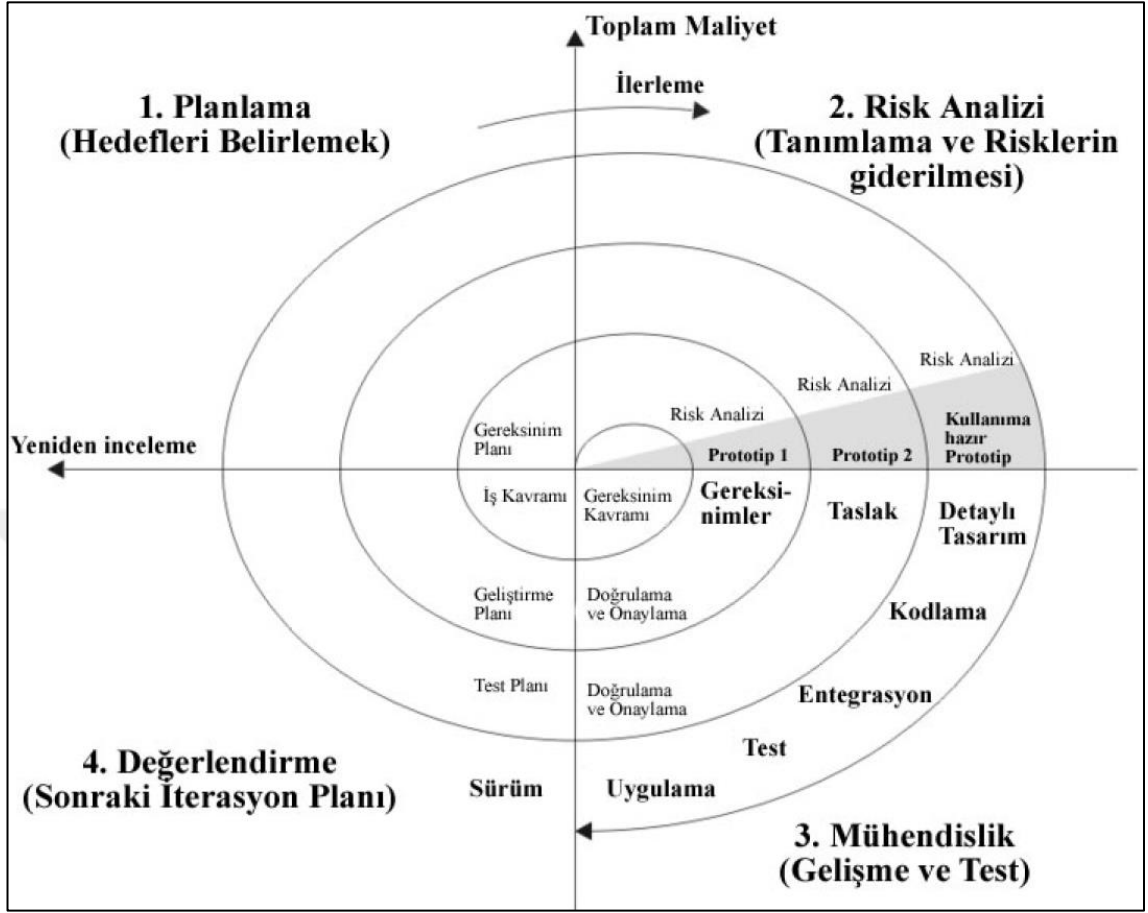 Toplam Maliyet
İlerleme
1. Planlama
(Hedefleri Belirlemek)
2. Risk Analizi
(Tanımlama ve Risklerin
giderilmesi)
Risk Analizi
Risk Analizi
Risk Analizi
Gereksinim
Planı
Yeniden inceleme
Prototip 1
Prototip 2
Kullanıma
hazır
Prototip
İş Kavramı
Gereksinim
Kavramı
Gereksi-
nimler
Taslak
Detaylı
Tasarım
Geliştirme
Planı
Doğrulama
ve Onaylama
Kodlama
Test Planı
Doğrulama
ve Onaylama
Entegrasyon
Test
4. Değerlendirme
(Sonraki İterasyon Planı)
Sürüm
Uygulama
3. Mühendislik
(Gelişme ve Test)